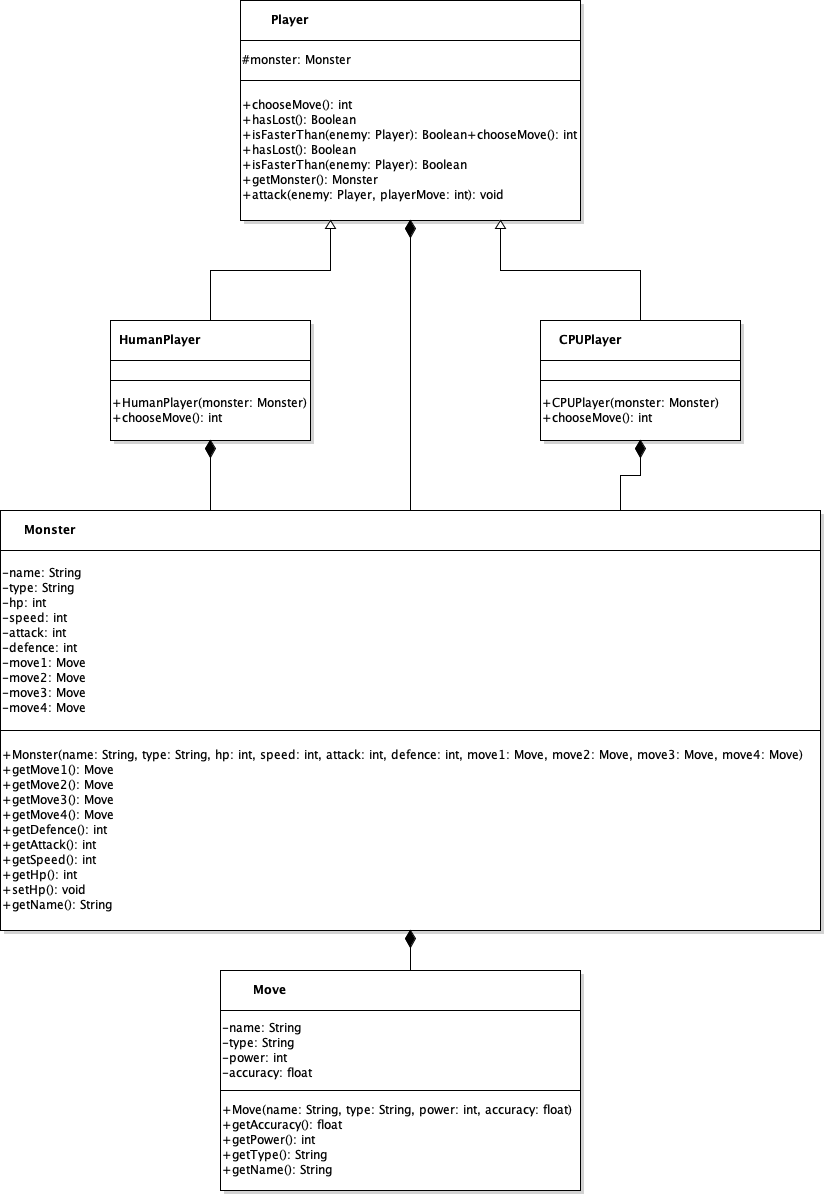 Player
#monster: Monster
+chooseMove(): int
+hasLost(): Boolean
+isFasterThan(enemy: Player): Boolean+chooseMove(): int
+hasLost(): Boolean
+isFasterThan(enemy: Player): Boolean
+getMonster(): Monster
+attack(enemy: Player, playerMove: int): void
HumanPlayer
+HumanPlayer(monster: Monster)
+chooseMove(): int
CPUPlayer
+CPUPlayer(monster: Monster)
+chooseMove(): int
Monster
-name: String
-type: String
-hp: int
-speed: int
-attack: int
-defence: int
-move1: Move
-move2: Move
-move3: Move
-move4: Move
+Monster(name: String, type: String, hp: int, speed: int, attack: int, defence: int, move1: Move, move2: Move, move3: Move, move4: Move)
+getMove1(): Move
+getMove2(): Move
+getMove3(): Move
+getMove4(): Move
+getDefence(): int
+getAttack(): int
+getSpeed(): int
+getHp(): int
+setHp(): void
+getName(): String
Move
-name: String
-type: String
-power: int
-accuracy: float
+Move(name: String, type: String, power: int, accuracy: float)
+getAccuracy(): float
+getPower(): int
+getType(): String
+getName(): String